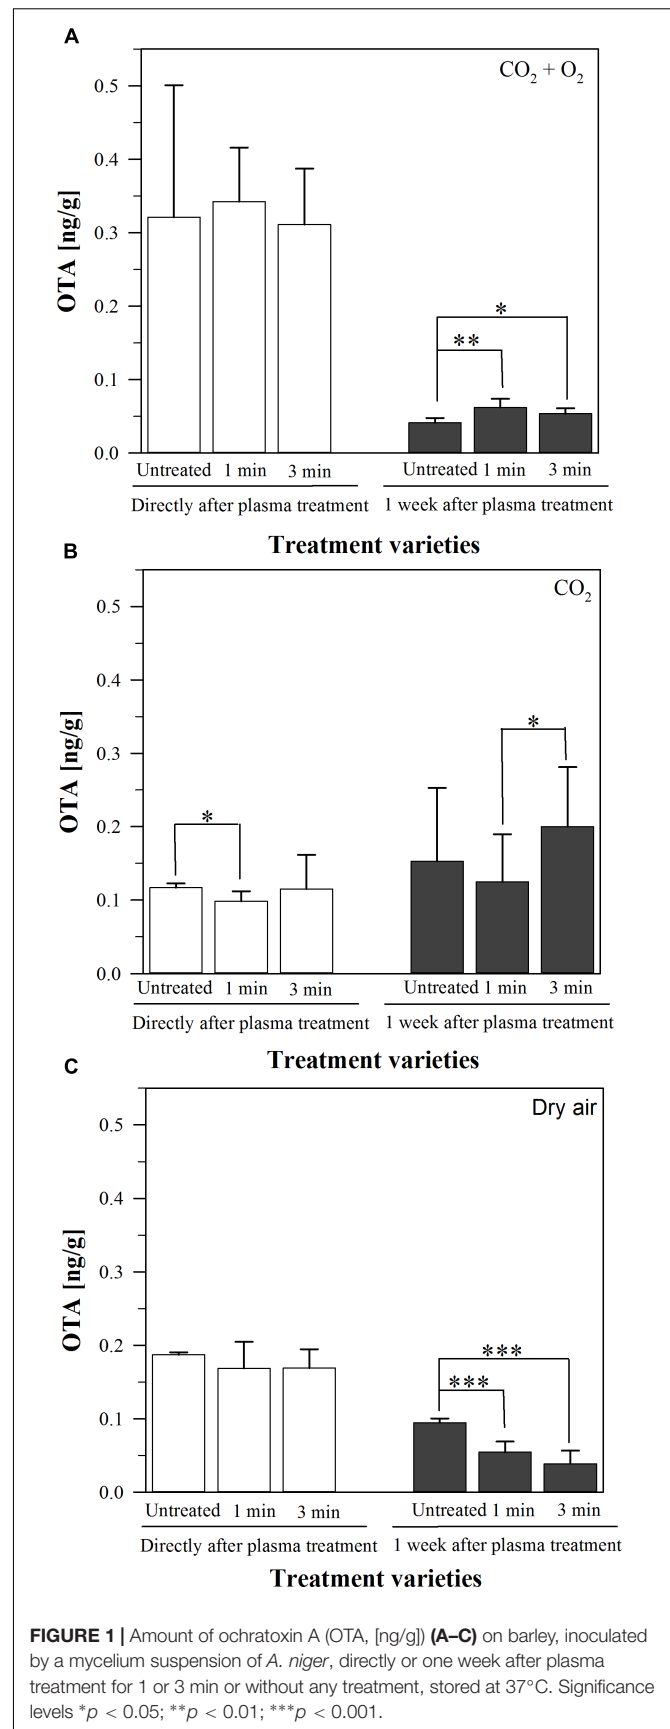 A
CO2 + O2
OTA [ng/g]
0.5
0.4
0.3
0.2
0.1
0.0
*
**
Untreated 1 min 3 min Untreated 1 min 3 min
Directly after plasma treatment 1 week after plasma treatment
Treatment varieties
B
CO2
OTA [ng/g]
0.5
0.4
0.3
0.2
0.1
0.0
*
*
Untreated 1 min 3 min Untreated 1 min 3 min
Directly after plasma treatment 1 week after plasma treatment
Treatment varieties
C
Dry air
OTA [ng/g]
0.5
0.4
0.3
0.2
0.1
0.0
***
***
Untreated 1 min 3 min Untreated 1 min 3 min
Directly after plasma treatment 1 week after plasma treatment
Treatment varieties
FIGURE 1 | Amount of ochratoxin A (OTA, [ng/g]) (A–C) on barley, inoculated
by a mycelium suspension of A. niger, directly or one week after plasma
treatment for 1 or 3 min or without any treatment, stored at 37°C. Significance
levels *p < 0.05; **p < 0.01; ***p < 0.001.